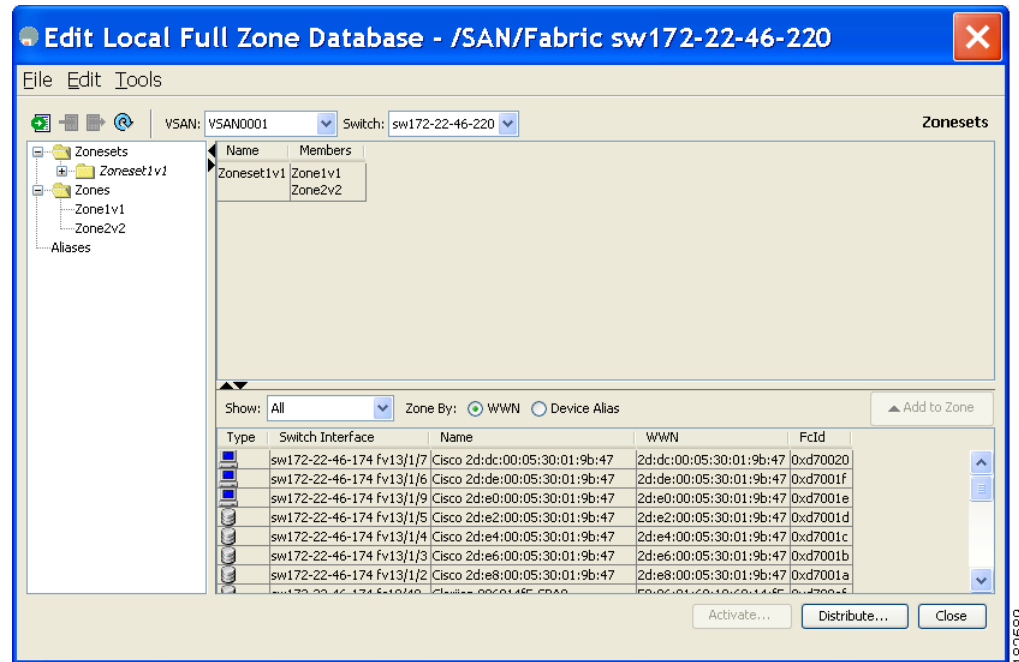 Edit Local Full Zone Database - /SAN/Fabric sw172-22-46-220
File Edit Tools
VSAN: VSAN0001 Switch: sw172-22-46-220 Zonesets
Zonesets
Zoneset1v1
Zones
Zone1v1
Zone2v2
Aliases
Name Members
Zoneset1v1 Zone1v1
Zone2v2
Show: All Zone By: WWN Device Alias Add to Zone
Type Switch Interface Name WWN FcId
sw172-22-46-174 fv13/1/7 Cisco 2d:dc:00:05:30:01:9b:47 2d:dc:00:05:30:01:9b:47 0xd70020
sw172-22-46-174 fv13/1/6 Cisco 2d:de:00:05:30:01:9b:47 2d:de:00:05:30:01:9b:47 0xd7001f
sw172-22-46-174 fv13/1/9 Cisco 2d:e0:00:05:30:01:9b:47 2d:e0:00:05:30:01:9b:47 0xd7001e
sw172-22-46-174 fv13/1/5 Cisco 2d:e2:00:05:30:01:9b:47 2d:e2:00:05:30:01:9b:47 0xd7001d
sw172-22-46-174 fv13/1/4 Cisco 2d:e4:00:05:30:01:9b:47 2d:e4:00:05:30:01:9b:47 0xd7001c
sw172-22-46-174 fv13/1/3 Cisco 2d:e6:00:05:30:01:9b:47 2d:e6:00:05:30:01:9b:47 0xd7001b
sw172-22-46-174 fv13/1/2 Cisco 2d:e8:00:05:30:01:9b:47 2d:e8:00:05:30:01:9b:47 0xd7001a
Activate... Distribute... Close